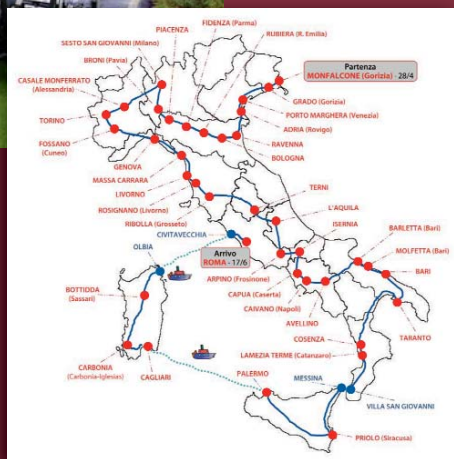 FIDENZA (Parma)
PIACENZA
RUBIERA (R. Emilia)
SESTO SAN GIOVANNI (Milano)
BRONI (Pavia)
Partenza
MONFALCONE (Gorizia) - 28/4
CASALE MONFERRATO
(Alessandria)
GRADO (Gorizia)
PORTO MARGHERA (Venezia)
TORINO
ADRIA (Rovigo)
FOSSANO
(Cuneo)
RAVENNA
BOLOGNA
GENOVA
MASSA CARRARA
TERNI
LIVORNO
L'AQUILA
ROSIGNANO (Livorno)
ISERNIA
RIBOLLA (Grosseto)
CIVITAVECCHIA
BARLETTA (Bari)
OLBIA
Arrivo
ROMA - 17/6
MOLFETTA (Bari)
BARI
ARPINO (Frosinone)
BOTTIDDA
(Sassari)
CAPUA (Caserta)
CAIVANO (Napoli)
AVELLINO
TARANTO
COSENZA
LAMEZIA TERME (Catanzaro)
CARBONIA
(Carbonia-Iglesias)
CAGLIARI
PALERMO
MESSINA
VILLA SAN GIOVANNI
PRIOLO (Siracusa)